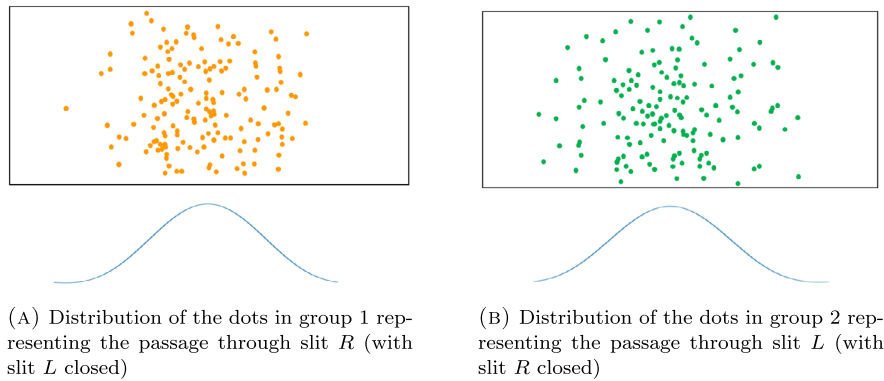 (A) Distribution of the dots in group 1 rep-
resenting the passage through slit R (with
slit L closed)
(B) Distribution of the dots in group 2 rep-
resenting the passage through slit L (with
slit R closed)